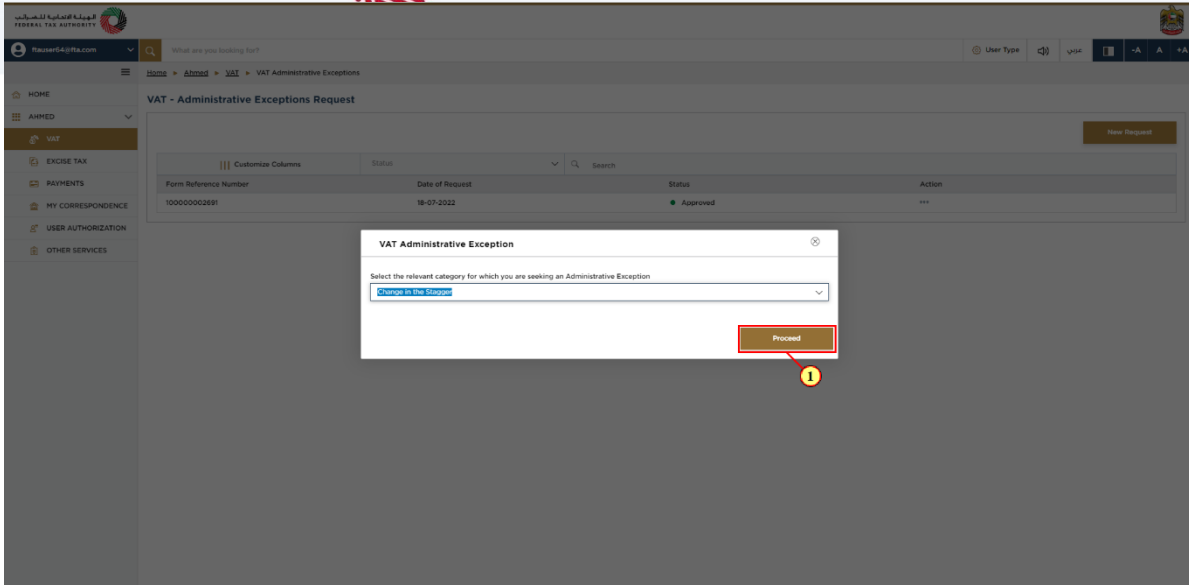 الهيئة الاتحادية للضرائب
FEDERAL TAX AUTHORITY
ftauser64@fta.com
What are you looking for?
User Type
عربي
-A A +A
Home Ahmed VAT VAT Administrative Exceptions
HOME
AHMED
VAT
EXCISE TAX
PAYMENTS
MY CORRESPONDENCE
USER AUTHORIZATION
OTHER SERVICES
VAT - Administrative Exceptions Request
New Request
Customize Columns Status Search
Form Reference Number Date of Request Status Action
100000002691 18-07-2022 Approved ***
VAT Administrative Exception
Select the relevant category for which you are seeking an Administrative Exception
Change in the Stagger
Proceed
1